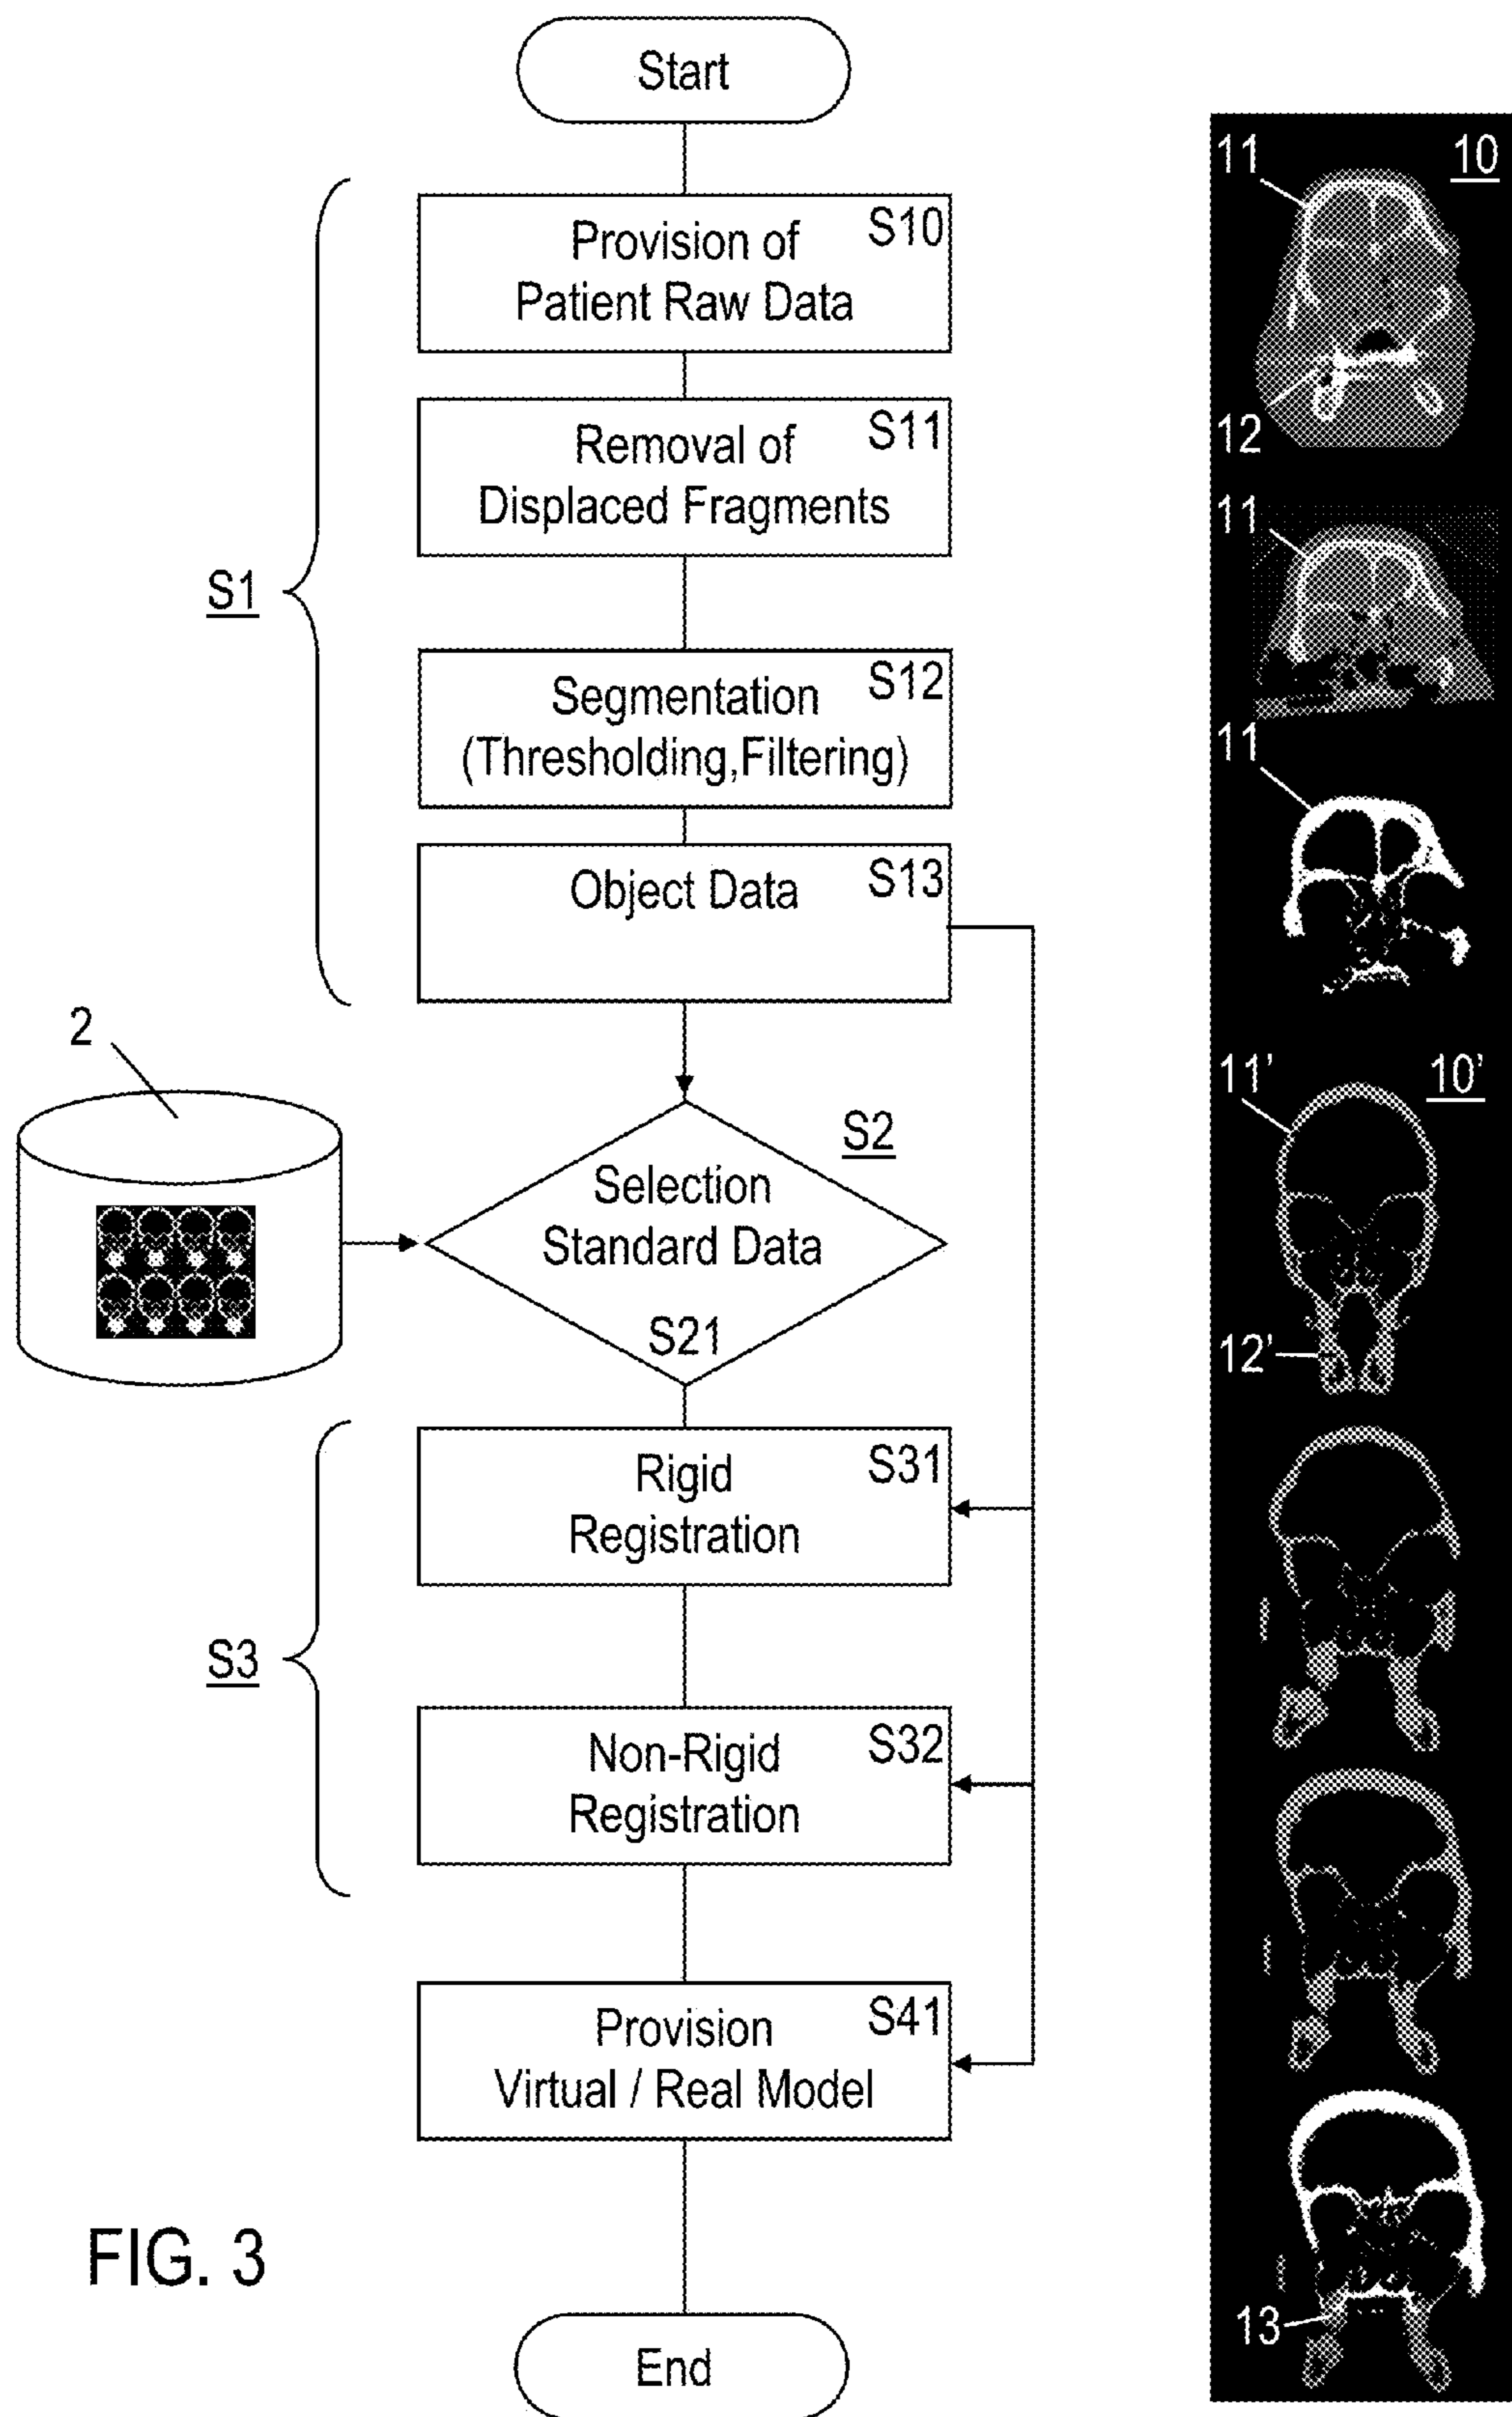 Start
S10
Provision of
Patient Raw Data
S11
Removal of
Displaced Fragments
S1
S12
Segmentation
(Thresholding,Filtering)
S13
Object Data
2
S2
Selection
Standard Data
S21
S31
Rigid
Registration
S3
S32
Non-Rigid
Registration
S41
Provision
Virtual / Real Model
FIG. 3
End
11
10
12
11
11
11'
10'
12'
13